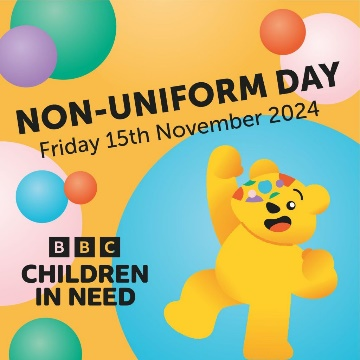 NON-UNIFORM DAY
Friday 15th November 2024
BBC
CHILDREN
IN NEED